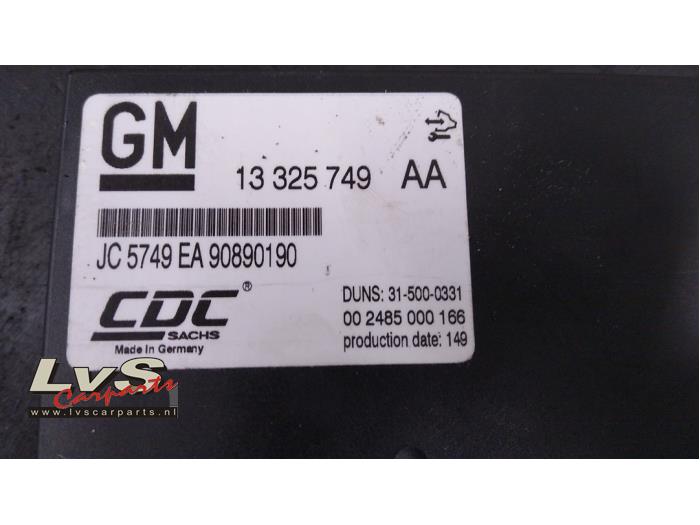 GM
13 325 749 AA
JC 5749 EA 90890190
CDC®
SACHS
Made in Germany
DUNS: 31-500-0331
00 2485 000 166
production date: 149
LvS
Carparts
www.lvscarparts.nl